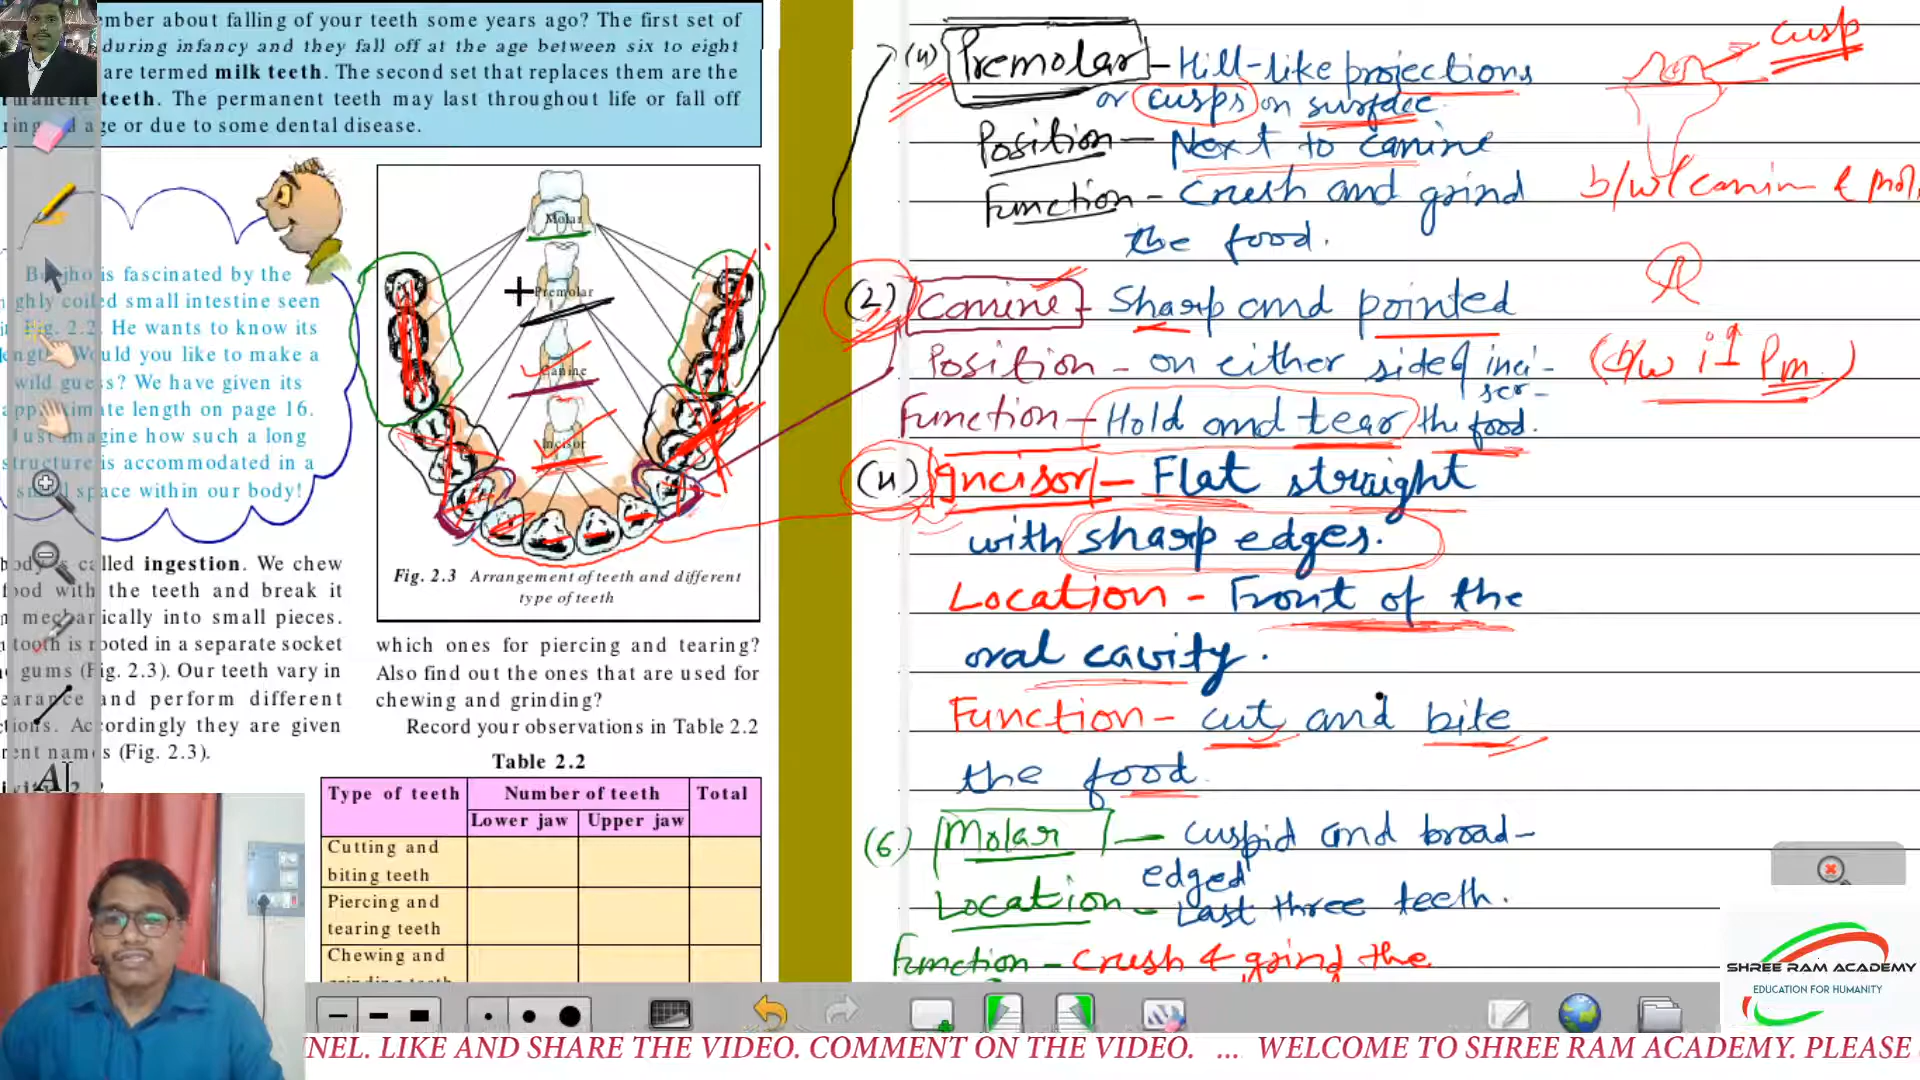 mber about falling of your teeth some years ago? The first set of
during infancy and they fall off at the age between six to eight
are termed milk teeth. The second set that replaces them are the
teeth. The permanent teeth may last throughout life or fall off
age or due to some dental disease.
is fascinated by the
coiled small intestine seen
Fig. 2.2. He wants to know its
Would you like to make a
wild guess? We have given its
length on page 16.
Just imagine how such a long
structure is accommodated in a
small space within our body!
Molar
Premolar
Canine
Incisor
Fig. 2.3 Arrangement of teeth and different
type of teeth
called ingestion. We chew
food with the teeth and break it
mechanically into small pieces.
tooth is rooted in a separate socket
gums (Fig. 2.3). Our teeth vary in
and perform different
Accordingly they are given
names (Fig. 2.3).
which ones for piercing and tearing?
Also find out the ones that are used for
chewing and grinding?
Record your observations in Table 2.2
Table 2.2
Type of teeth Number of teeth Total
Lower jaw Upper jaw
Cutting and
biting teeth
Piercing and
tearing teeth
Chewing and
(4) Premolar - Hill-like projections
or cusps on surface.
Position - Next to canine
Function - Crush and grind
the food.
cusp
b/w canin & mol
(2) Canine - Sharp and pointed
Position - on either side of inci-
ser-
Function - Hold and tear the food.
(b/w i & Pm)
(4) Incisor - Flat straight
with sharp edges.
Location - Front of the
oral cavity.
Function - cut and bite
the food.
(6) Molar - cuspid and broad-
edged
Location - Last three teeth.
Function - crush & grind the
SHREE RAM ACADEMY
EDUCATION FOR HUMANITY
NEL. LIKE AND SHARE THE VIDEO. COMMENT ON THE VIDEO. ... WELCOME TO SHREE RAM ACADEMY. PLEASE